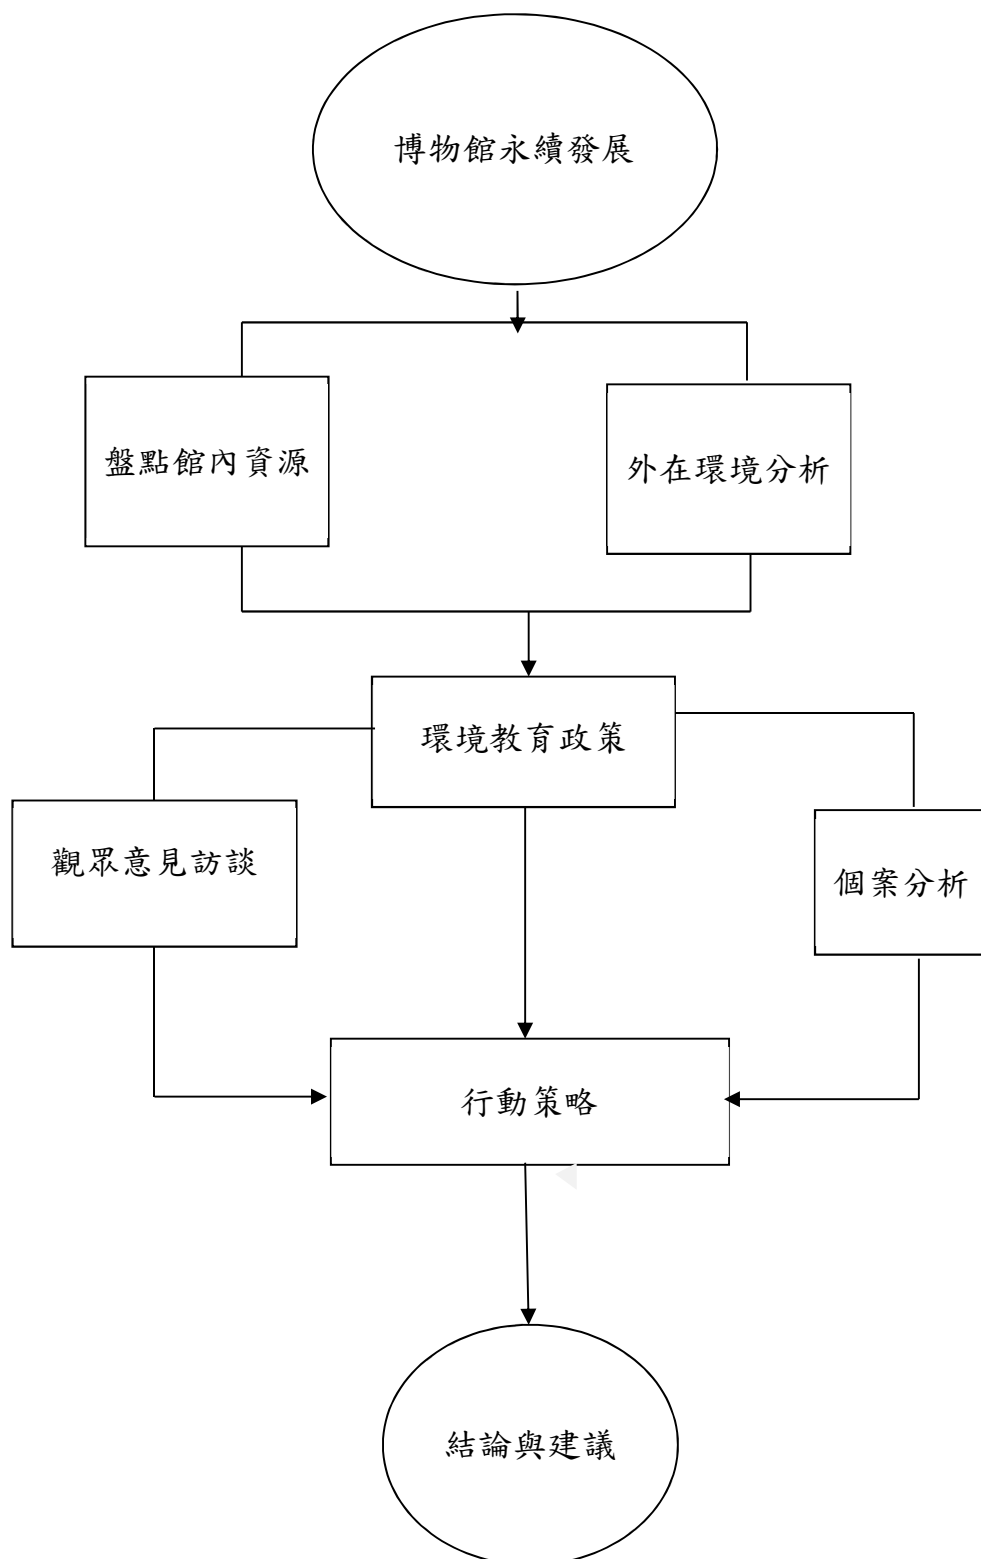 博物館永續發展
盤點館內資源
外在環境分析
環境教育政策
觀眾意見訪談
個案分析
行動策略
結論與建議